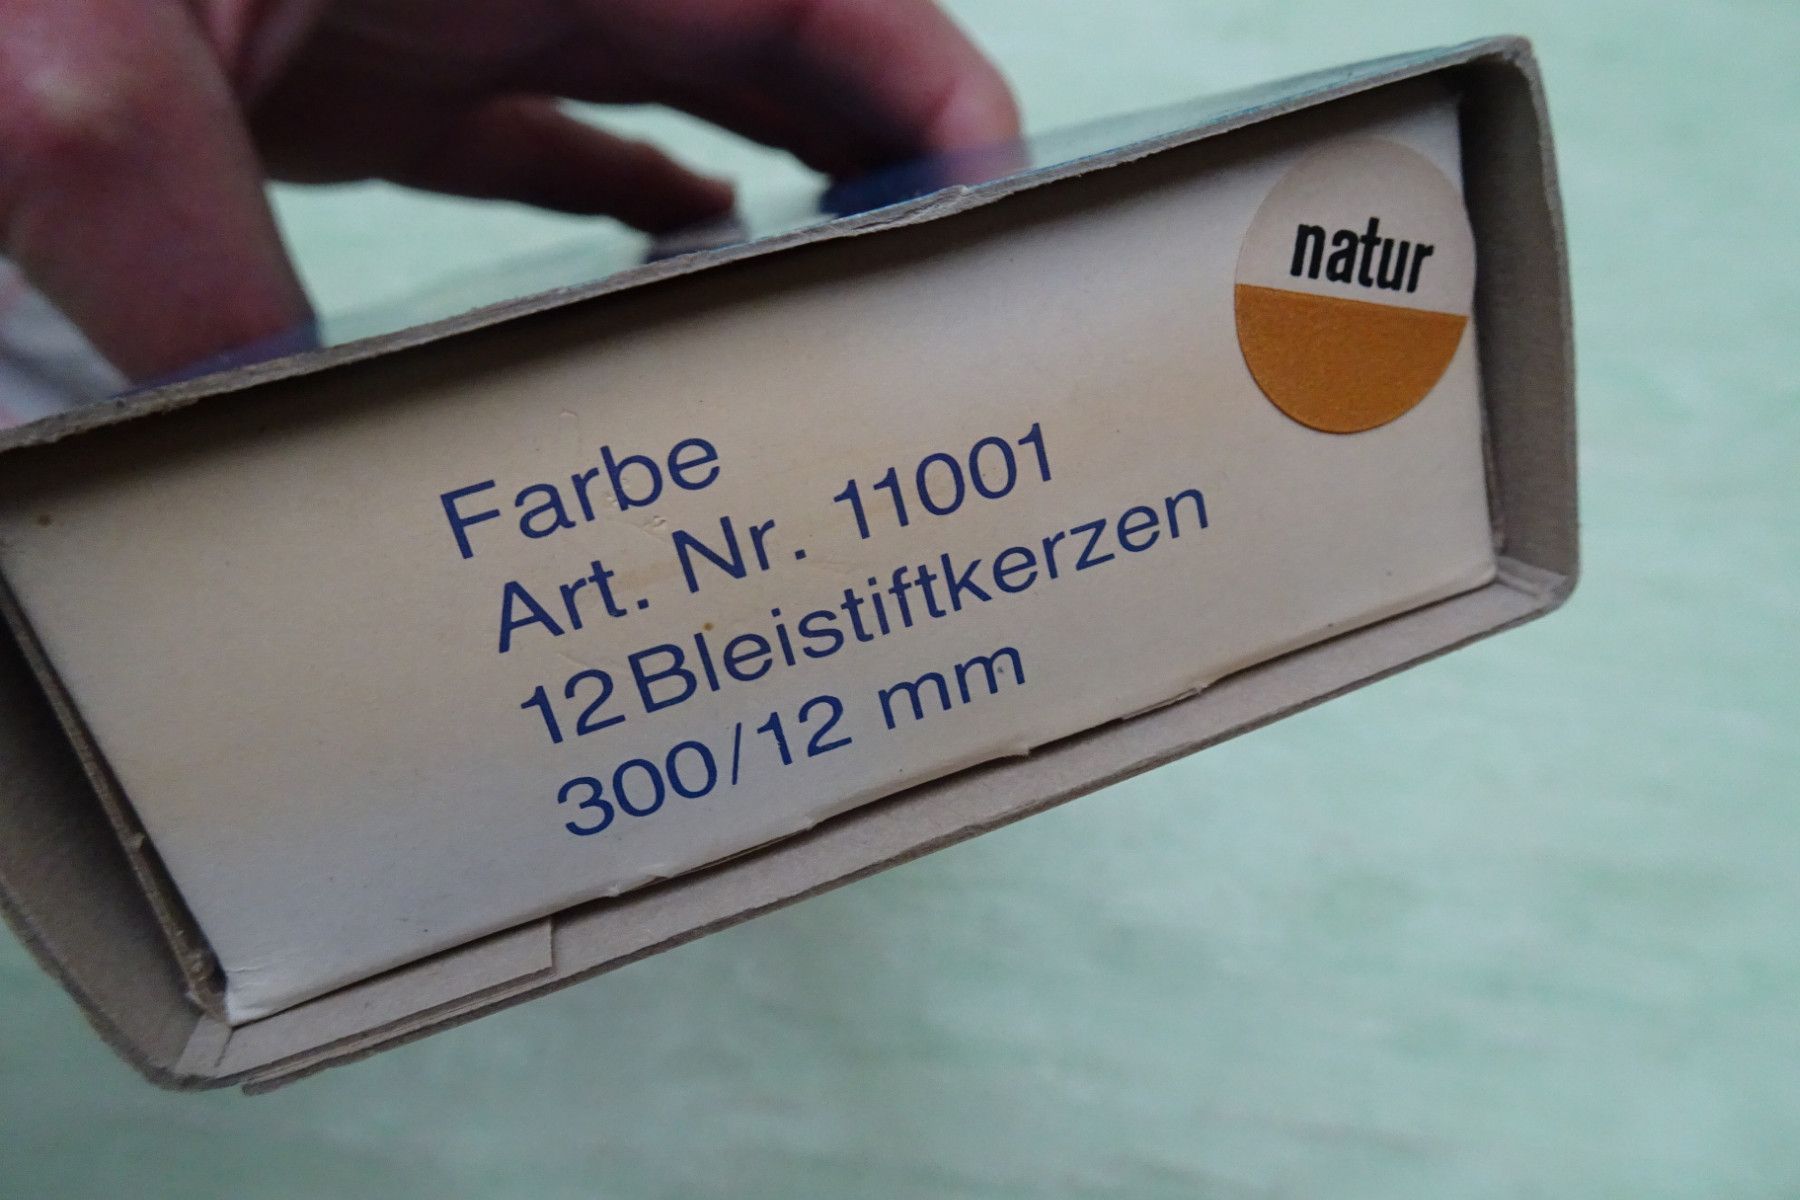 natur
Farbe
Art. Nr. 11001
12 Bleistiftkerzen
300/12 mm